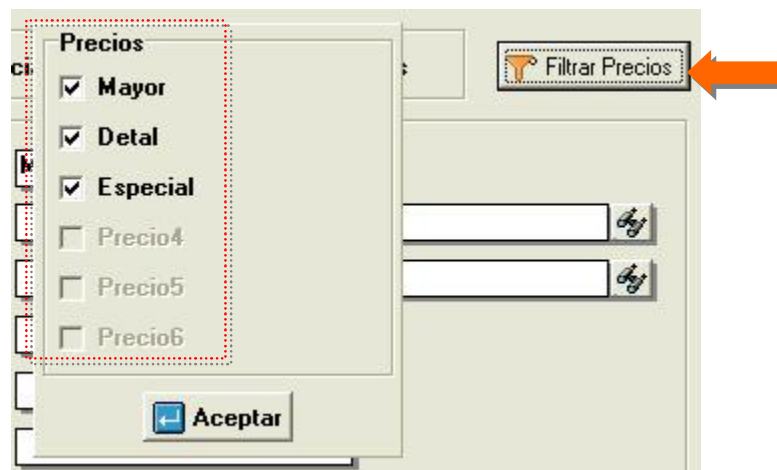 Precios
Filtrar Precios
Mayor
Detal
Especial
Precio4
Precio5
Precio6
Aceptar